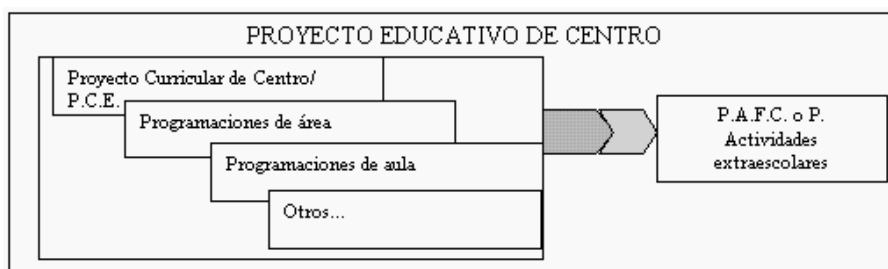 PROYECTO EDUCATIVO DE CENTRO
Proyecto Curricular de Centro/
P.C.E.
Programaciones de área
Programaciones de aula
Otros...
P.A.F.C. o P.
Actividades
extraescolares